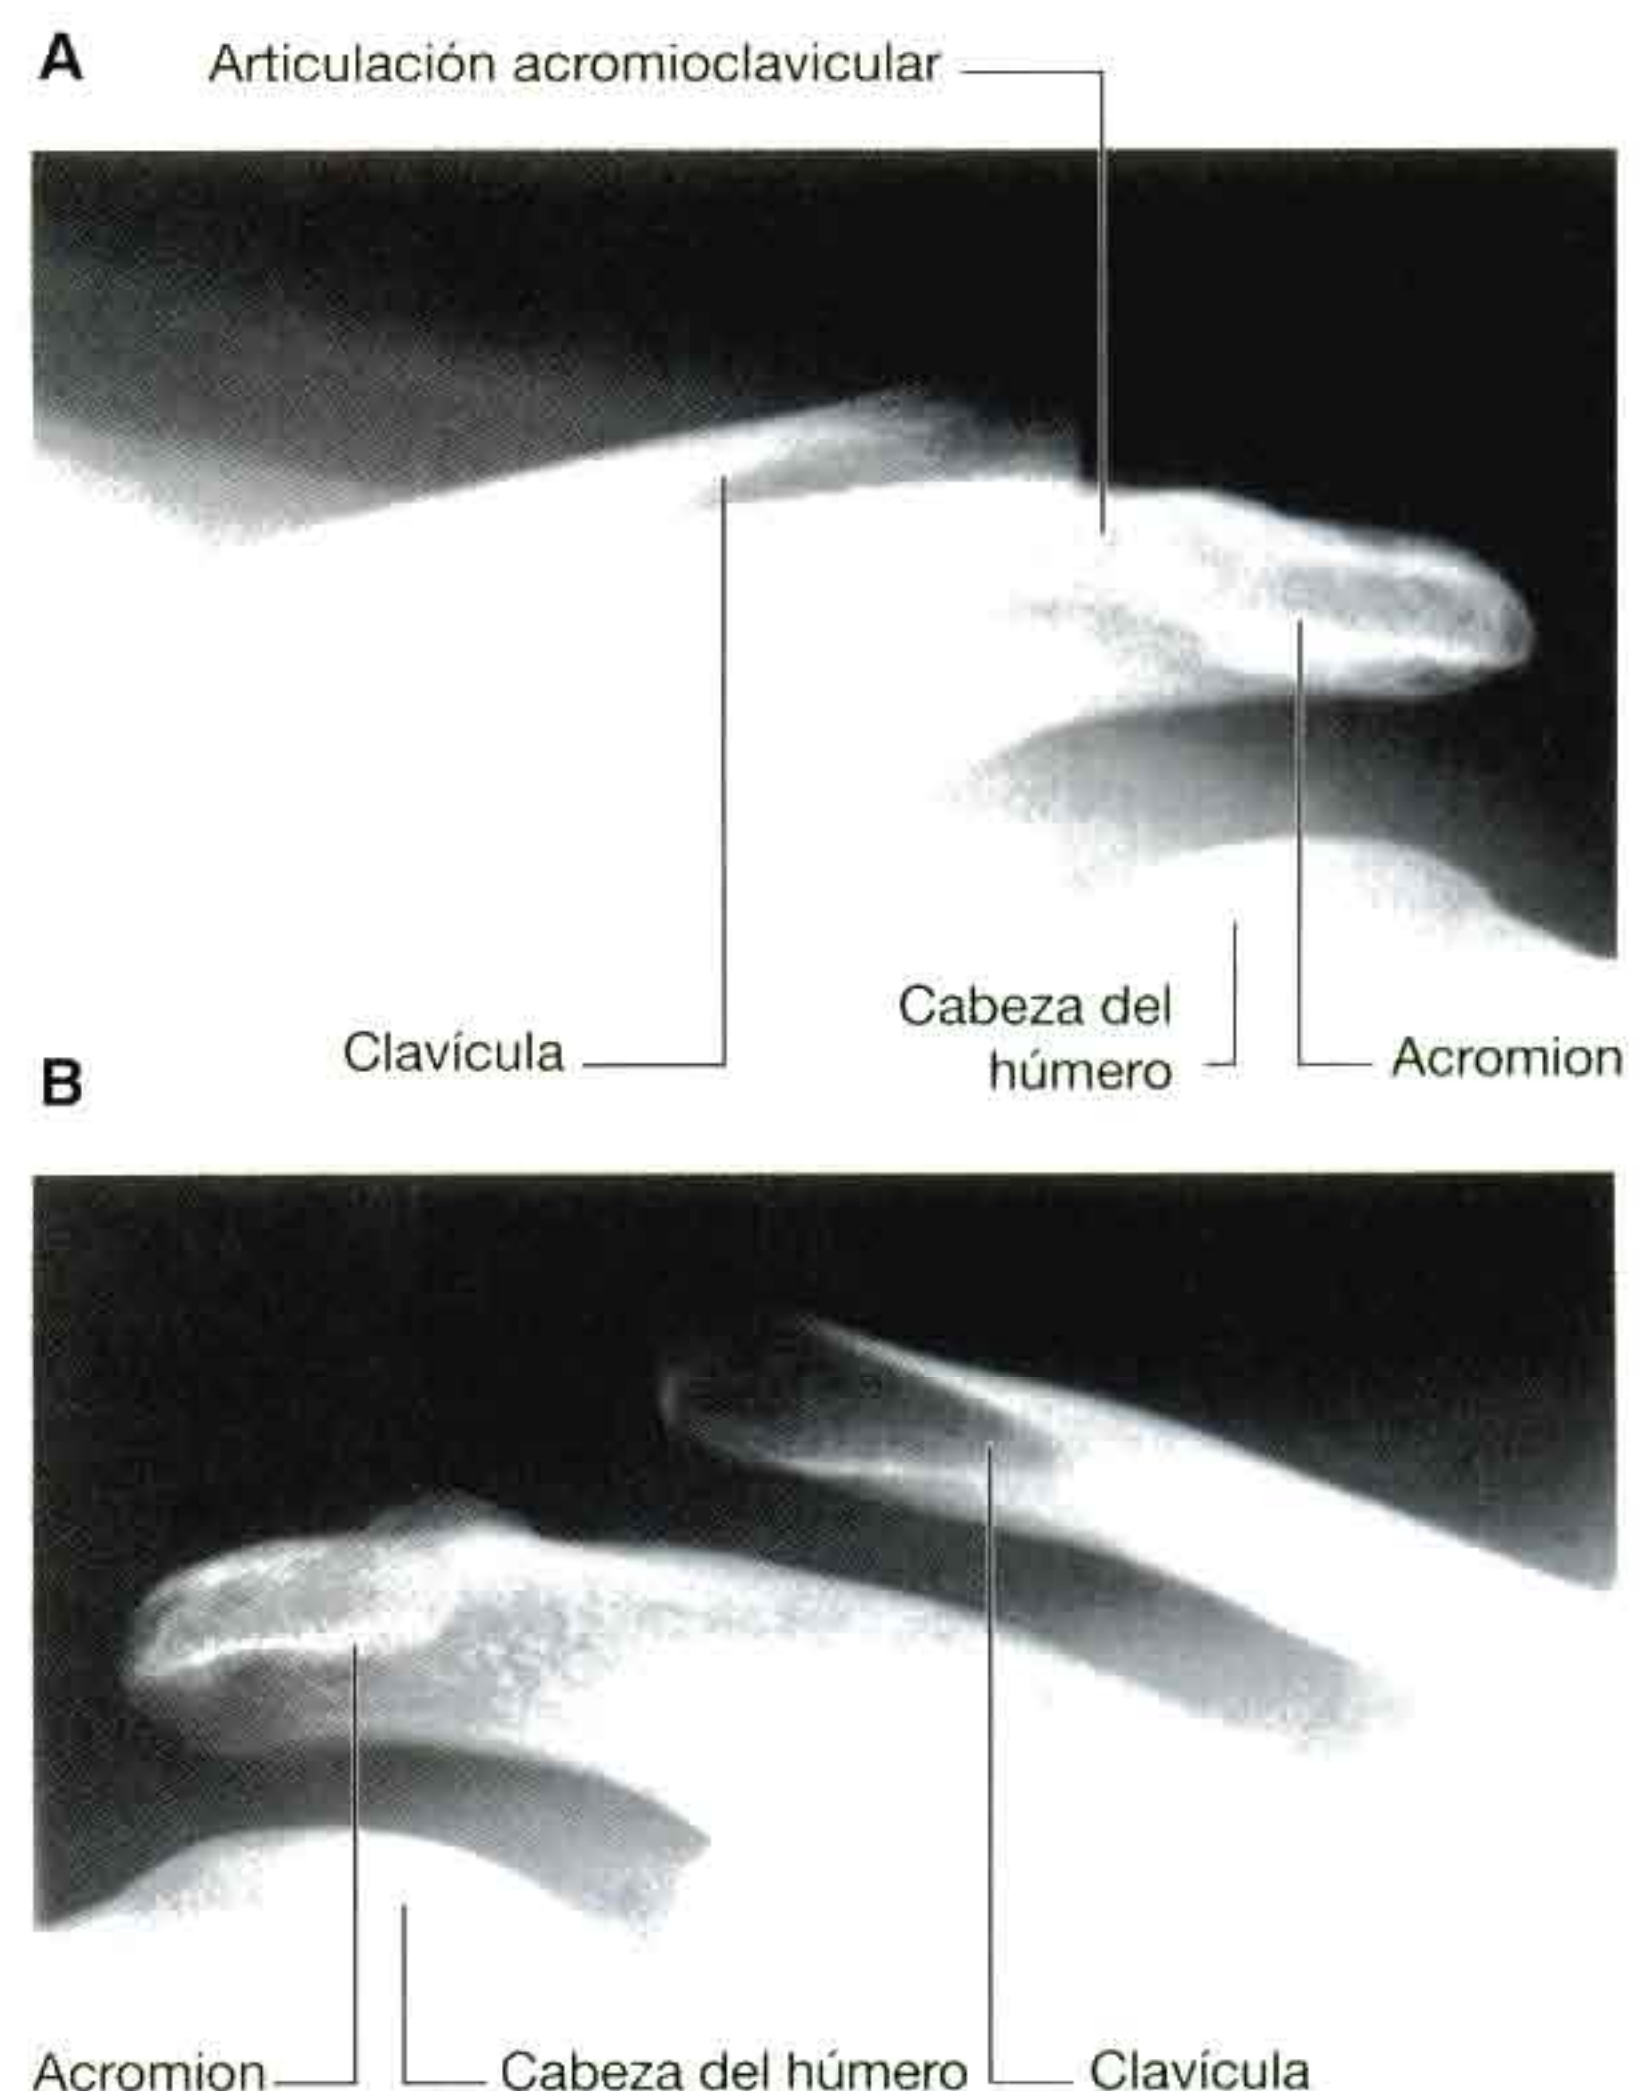 A
Articulación acromioclavicular
Clavícula
Cabeza del
húmero
Acromion
B
Acromion
Cabeza del húmero
Clavícula